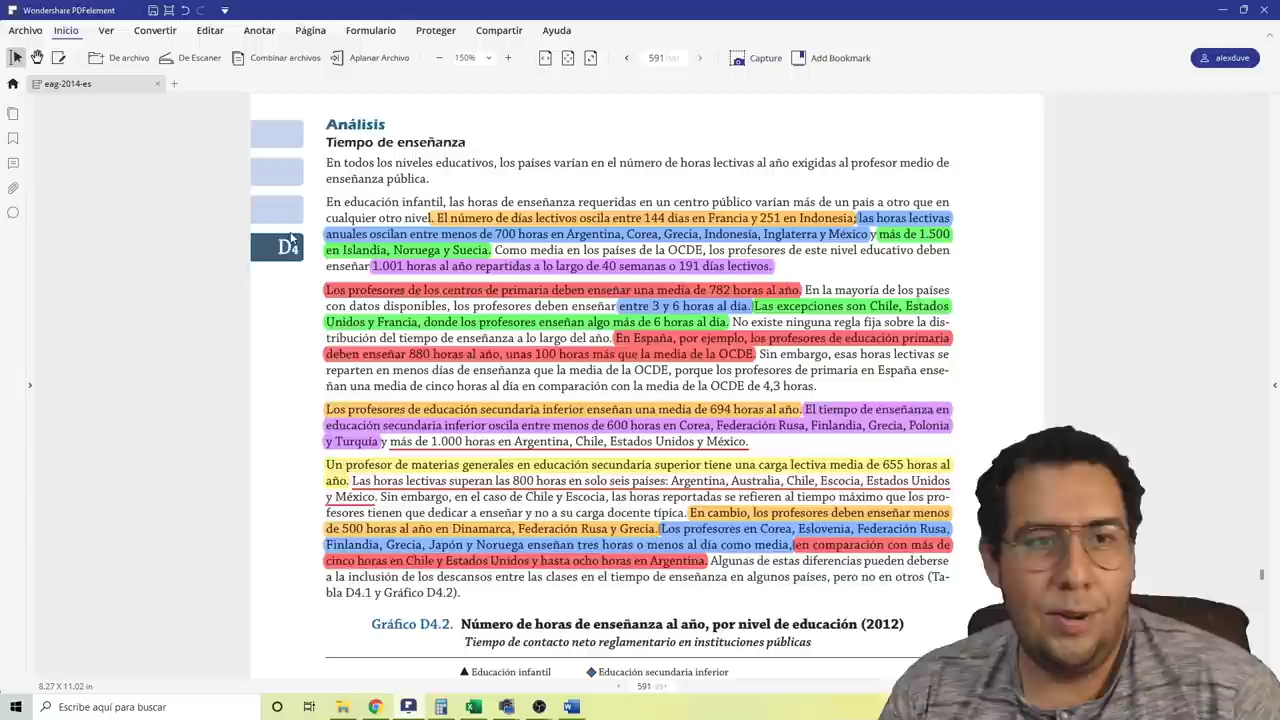 Wondershare PDFelement
Archivo Inicio Ver Convertir Editar Anotar Página Formulario Proteger Compartir Ayuda
De archivo De Escaner Combinar archivos Aplanar Archivo 150% 591 /591 Capture Add Bookmark alexduve
eag-2014-es
Análisis
Tiempo de enseñanza
En todos los niveles educativos, los países varían en el número de horas lectivas al año exigidas al profesor medio de
enseñanza pública.
En educación infantil, las horas de enseñanza requeridas en un centro público varían más de un país a otro que en
cualquier otro nivel. El número de días lectivos oscila entre 144 días en Francia y 251 en Indonesia; las horas lectivas
anuales oscilan entre menos de 700 horas en Argentina, Corea, Grecia, Indonesia, Inglaterra y México y más de 1.500
en Islandia, Noruega y Suecia. Como media en los países de la OCDE, los profesores de este nivel educativo deben
enseñar 1.001 horas al año repartidas a lo largo de 40 semanas o 191 días lectivos.
D4
Los profesores de los centros de primaria deben enseñar una media de 782 horas al año. En la mayoría de los países
con datos disponibles, los profesores deben enseñar entre 3 y 6 horas al día. Las excepciones son Chile, Estados
Unidos y Francia, donde los profesores enseñan algo más de 6 horas al día. No existe ninguna regla fija sobre la dis-
tribución del tiempo de enseñanza a lo largo del año. En España, por ejemplo, los profesores de educación primaria
deben enseñar 880 horas al año, unas 100 horas más que la media de la OCDE. Sin embargo, esas horas lectivas se
reparten en menos días de enseñanza que la media de la OCDE, porque los profesores de primaria en España ense-
ñan una media de cinco horas al día en comparación con la media de la OCDE de 4,3 horas.
Los profesores de educación secundaria inferior enseñan una media de 694 horas al año. El tiempo de enseñanza en
educación secundaria inferior oscila entre menos de 600 horas en Corea, Federación Rusa, Finlandia, Grecia, Polonia
y Turquía y más de 1.000 horas en Argentina, Chile, Estados Unidos y México.
Un profesor de materias generales en educación secundaria superior tiene una carga lectiva media de 655 horas al
año. Las horas lectivas superan las 800 horas en solo seis países: Argentina, Australia, Chile, Escocia, Estados Unidos
y México. Sin embargo, en el caso de Chile y Escocia, las horas reportadas se refieren al tiempo máximo que los pro-
fesores tienen que dedicar a enseñar y no a su carga docente típica. En cambio, los profesores deben enseñar menos
de 500 horas al año en Dinamarca, Federación Rusa y Grecia. Los profesores en Corea, Eslovenia, Federación Rusa,
Finlandia, Grecia, Japón y Noruega enseñan tres horas o menos al día como media, en comparación con más de
cinco horas en Chile y Estados Unidos y hasta ocho horas en Argentina. Algunas de estas diferencias pueden deberse
a la inclusión de los descansos entre las clases en el tiempo de enseñanza en algunos países, pero no en otros (Ta-
bla D4.1 y Gráfico D4.2).
Gráfico D4.2. Número de horas de enseñanza al año, por nivel de educación (2012)
Tiempo de contacto neto reglamentario en instituciones públicas
Educación infantil Educación secundaria inferior
8.27 X 11.02 in 591
Escribe aquí para buscar